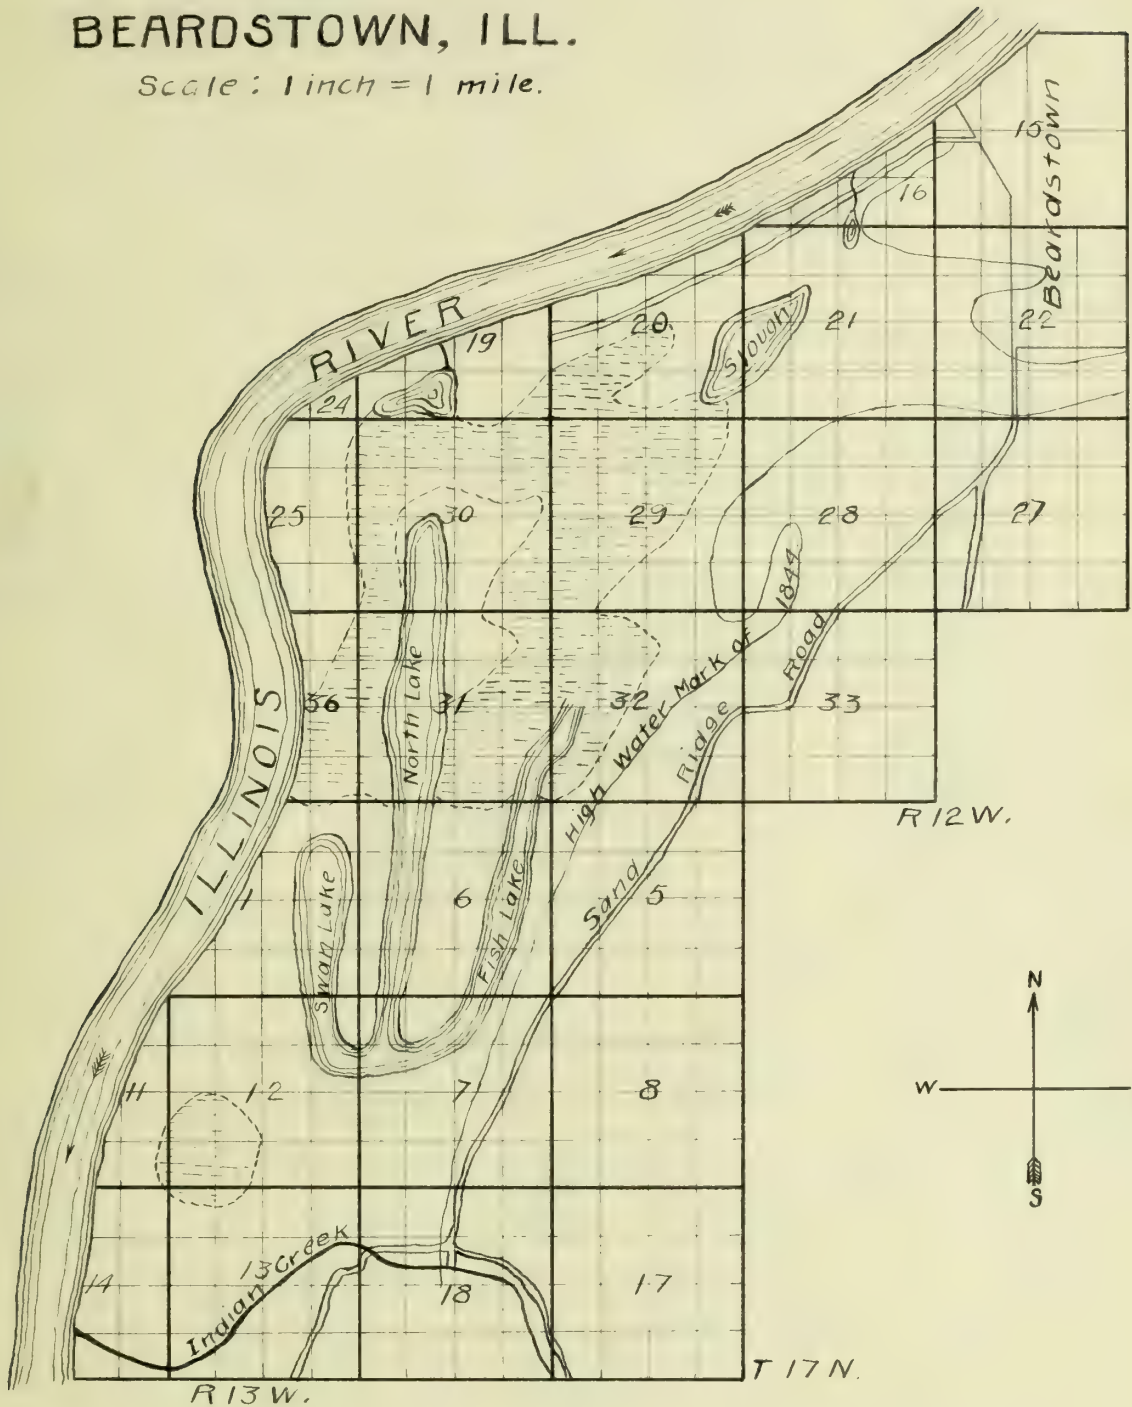 BEARDSTOWN, ILL.
Scale: 1 inch = 1 mile.
Beardstown
15
16
RIVER
19
20
Slough
21
22
24
25
30
29
28
27
1844
High Water Mark of
Road
Ridge
Sand
36
North Lake
31
32
33
ILLINOIS
R 12 W.
1
Swan Lake
6
Fish Lake
5
N
W
S
11
12
7
8
14
13
Indian Creek
18
17
T 17 N.
R 13 W.